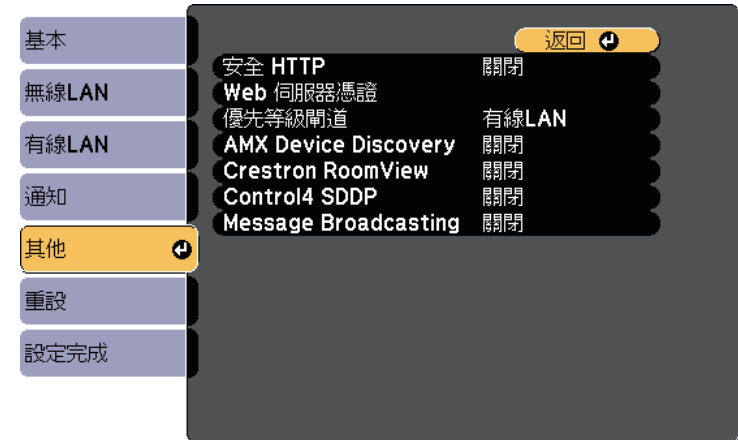 基本
無線LAN
有線LAN
通知
其他
重設
設定完成
返回
安全 HTTP 關閉
Web 伺服器憑證
優先等級閘道 有線LAN
AMX Device Discovery 關閉
Crestron RoomView 關閉
Control4 SDDP 關閉
Message Broadcasting 關閉